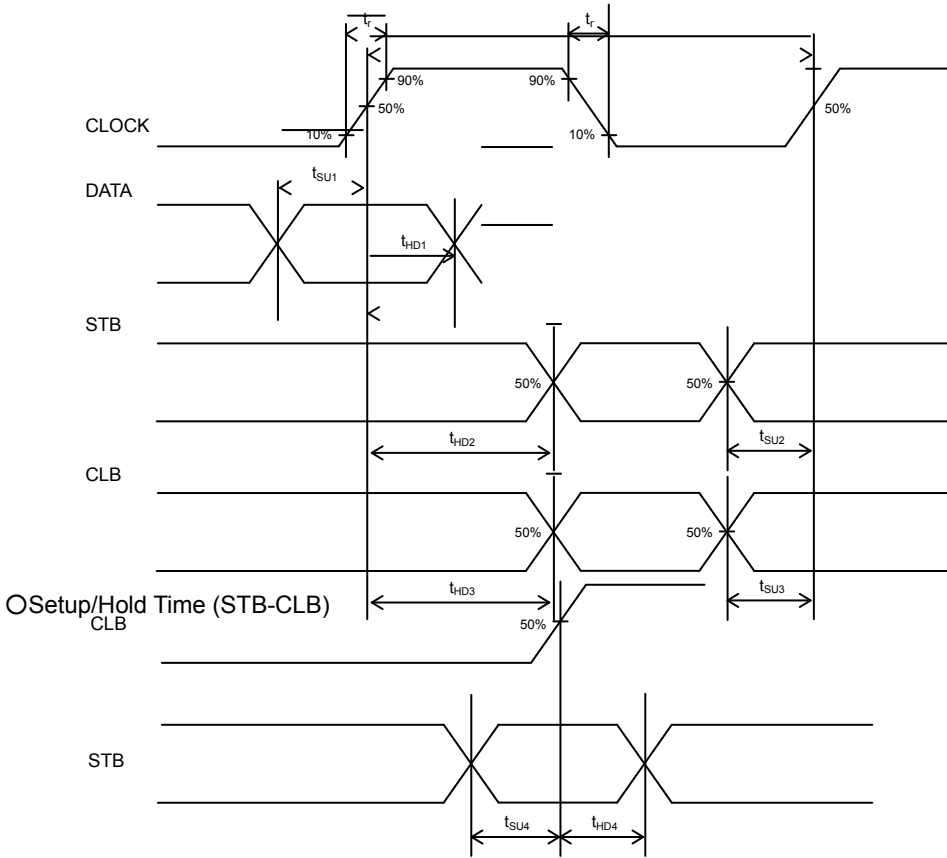 tr tr
90% 90%
50% 50%
CLOCK
10% 10%
tSU1
DATA
tHD1
STB
50% 50%
tHD2 tSU2
CLB
50% 50%
tHD3 tSU3
○Setup/Hold Time (STB-CLB)
CLB
50%
STB
tSU4 tHD4